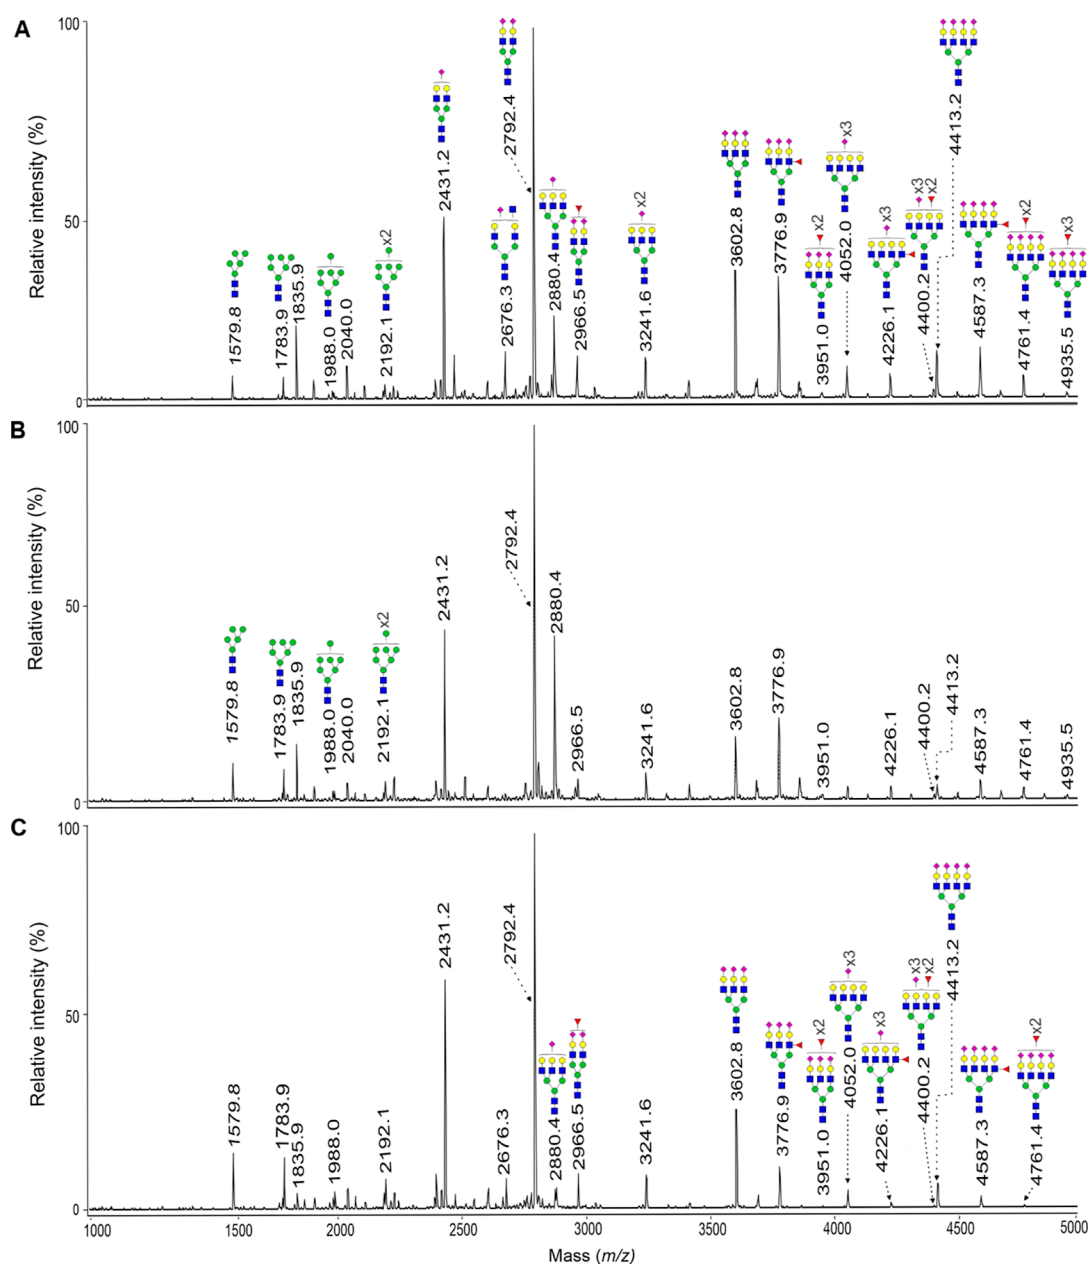 A
Relative intensity (%)
100
50
0
1579.8
1783.9
1835.9
1988.0
2040.0
x2
2192.1
2431.2
2792.4
2676.3
2880.4
2966.5
x2
3241.6
3602.8
3776.9
x2
3951.0
x3
4052.0
x3
4226.1
x3
x2
4400.2
4413.2
4587.3
x2
4761.4
x3
4935.5
B
Relative intensity (%)
100
50
0
1579.8
1783.9
1835.9
1988.0
2040.0
x2
2192.1
2431.2
2792.4
2880.4
2966.5
3241.6
3602.8
3776.9
3951.0
4226.1
4400.2
4413.2
4587.3
4761.4
4935.5
C
Relative intensity (%)
100
50
0
1579.8
1783.9
1835.9
1988.0
2192.1
2431.2
2792.4
2676.3
2880.4
2966.5
3241.6
3602.8
3776.9
x2
3951.0
x3
4052.0
x3
4226.1
x3
x2
4400.2
4413.2
4587.3
x2
4761.4
1000 2000 2500 3000 3500 4000 4500 5000
Mass (m/z)